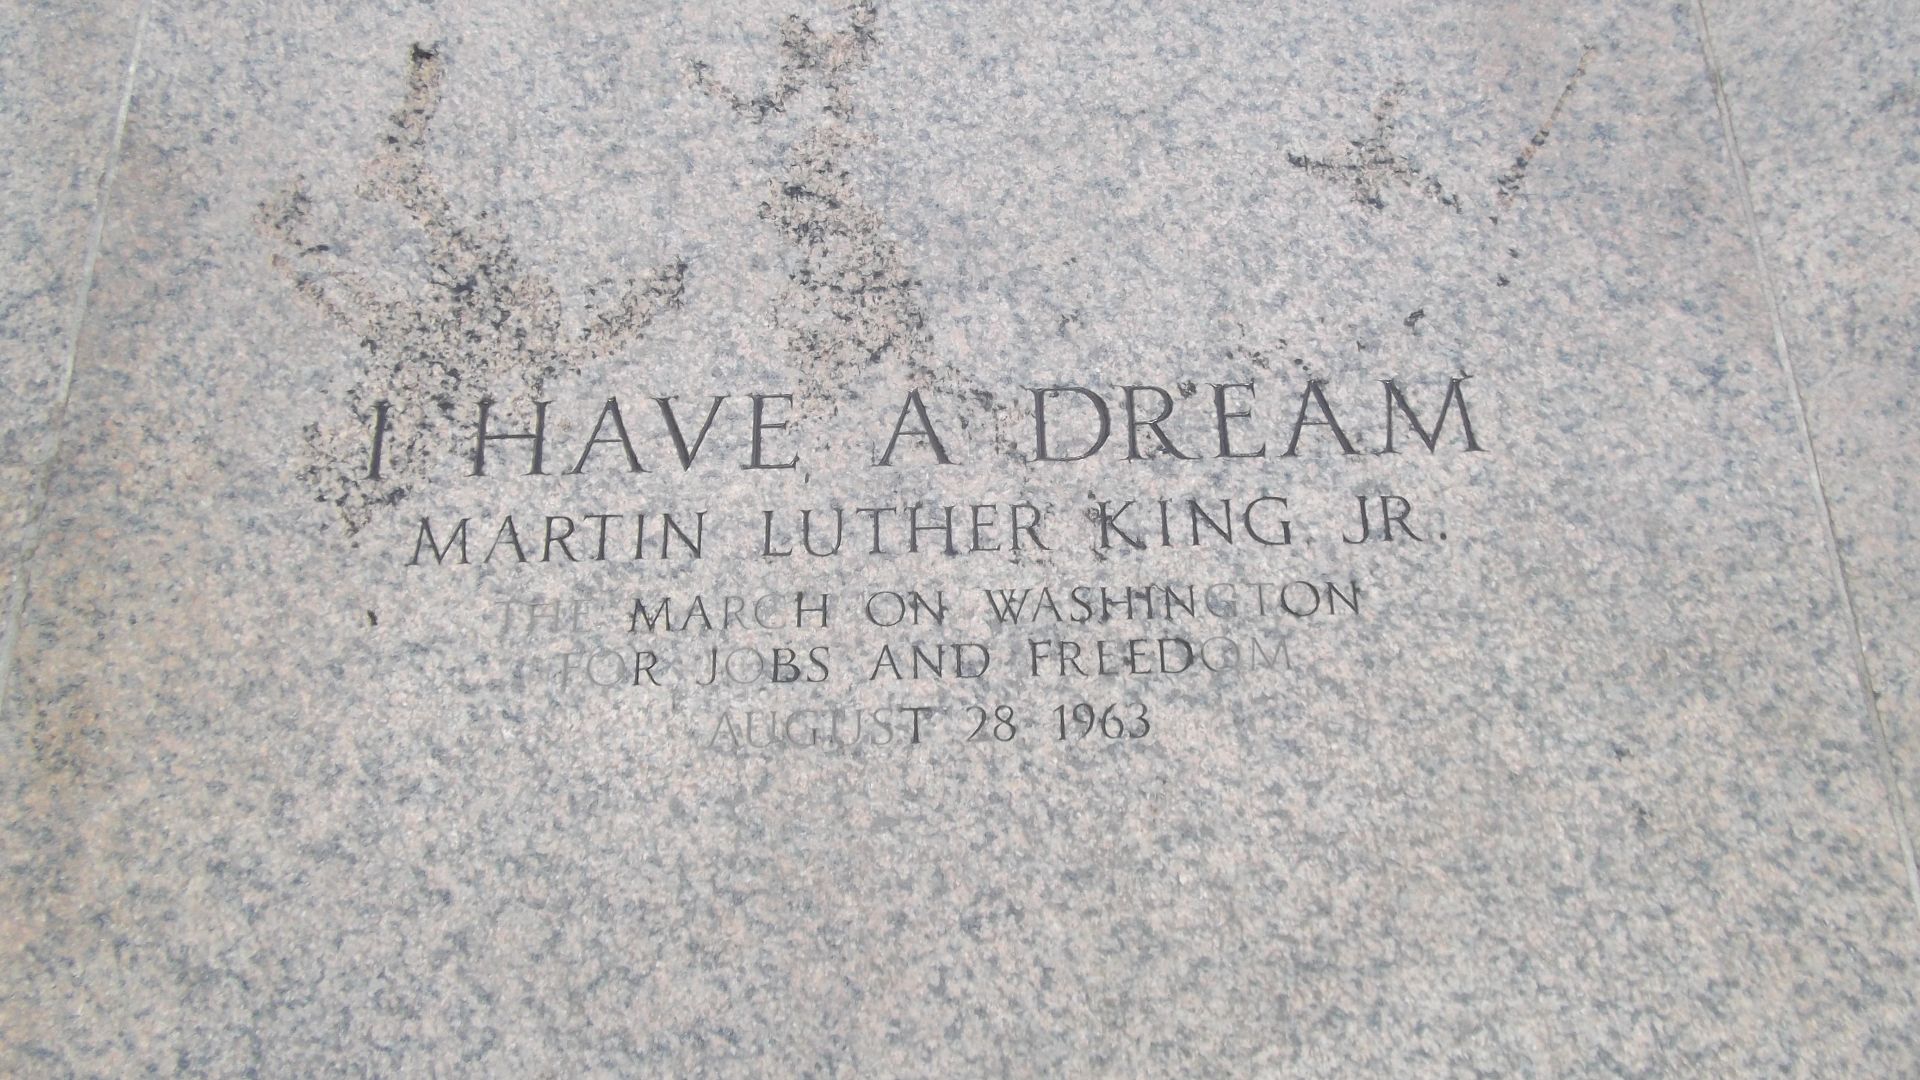 I HAVE A DREAM
MARTIN LUTHER KING JR.
THE MARCH ON WASHINGTON
FOR JOBS AND FREEDOM
AUGUST 28 1963